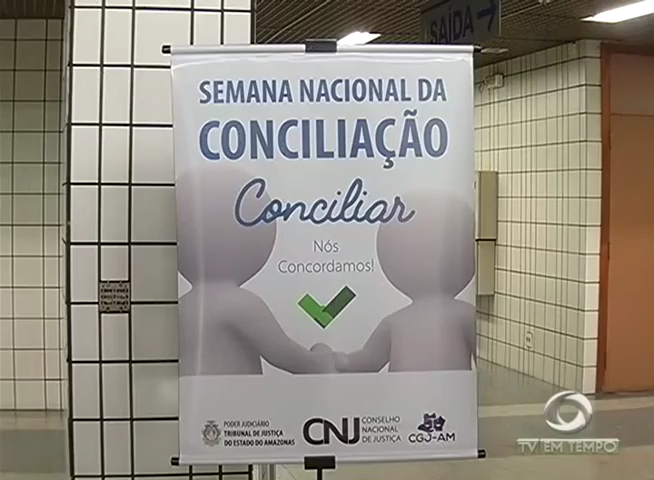 SAÍDA
SEMANA NACIONAL DA
CONCILIAÇÃO
Conciliar
Nós
Concordamos!
PODER JUDICIÁRIO
TRIBUNAL DE JUSTIÇA
DO ESTADO DO AMAZONAS
CNJ
CONSELHO
NACIONAL
DE JUSTIÇA
CGJ-AM
TV EM TEMPO